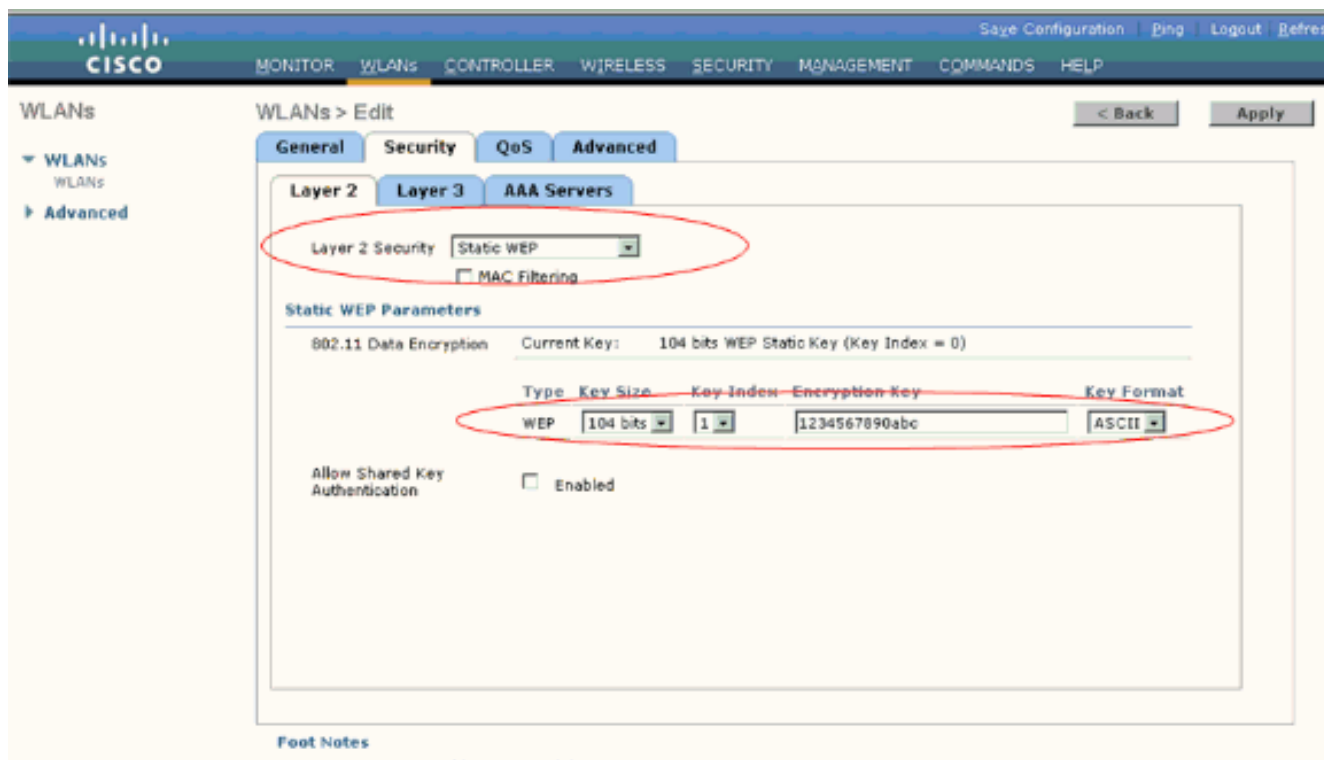 Save Configuration Ping Logout Refres
CISCO
MONITOR WLANs CONTROLLER WIRELESS SECURITY MANAGEMENT COMMANDS HELP
WLANs
WLANs
WLANs
Advanced
WLANs > Edit
< Back Apply
General Security QoS Advanced
Layer 2 Layer 3 AAA Servers
Layer 2 Security Static WEP
MAC Filtering
Static WEP Parameters
802.11 Data Encryption Current Key: 104 bits WEP Static Key (Key Index = 0)
Type Key Size Key Index Encryption Key Key Format
WEP 104 bits 1 1234567890abc ASCII
Allow Shared Key
Authentication
Enabled
Foot Notes